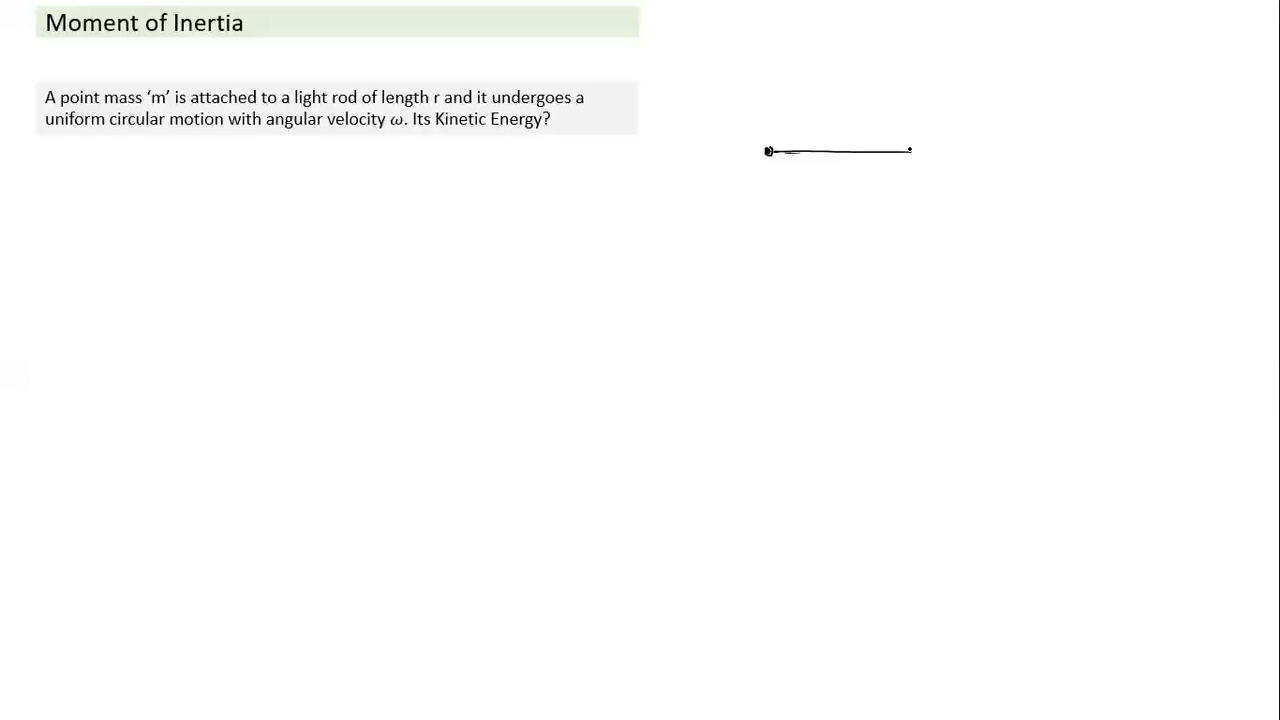 Moment of Inertia
A point mass ‘m’ is attached to a light rod of length r and it undergoes a
uniform circular motion with angular velocity ω. Its Kinetic Energy?